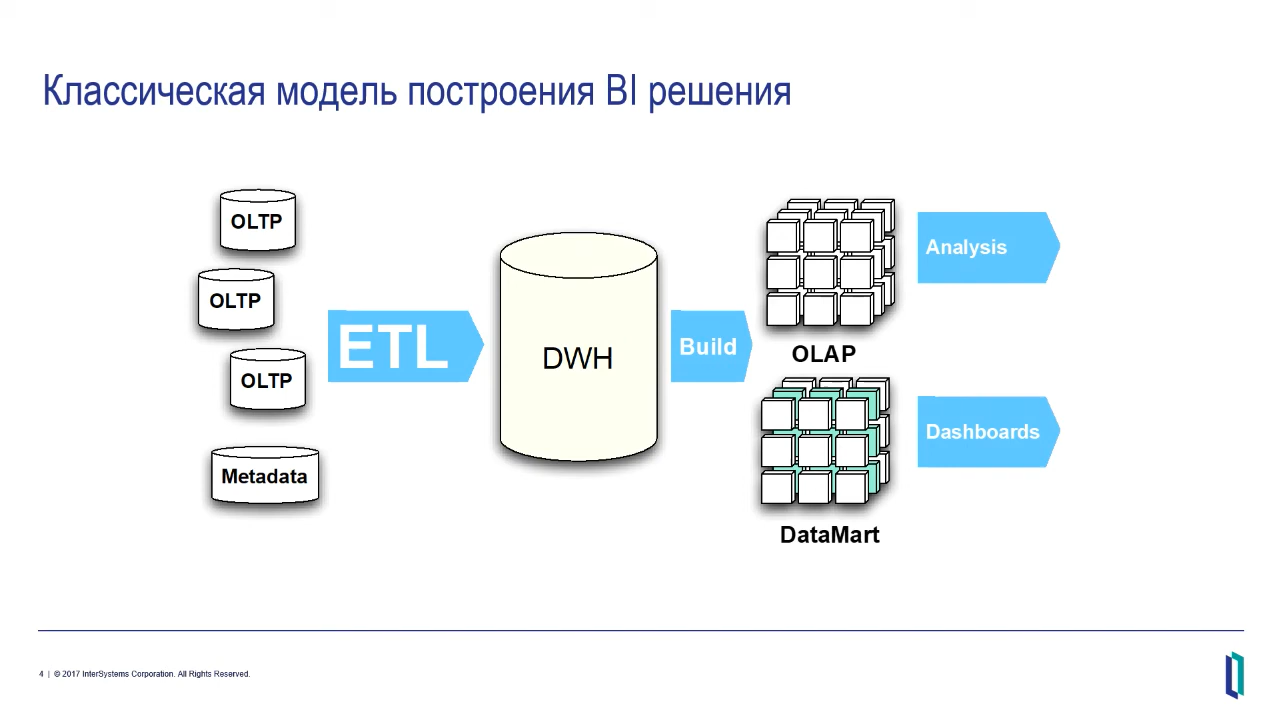 Классическая модель построения BI решения
OLTP
OLTP
OLTP
Metadata
ETL
DWH
Build
OLAP
DataMart
Analysis
Dashboards
4 | © 2017 InterSystems Corporation. All Rights Reserved.